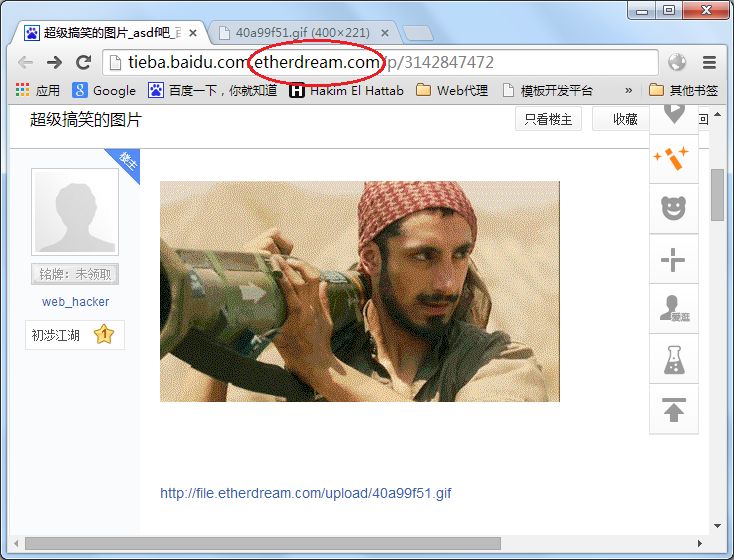 超级搞笑的图片_asdf吧_
40a99f51.gif (400×221)
tieba.baidu.com.etherdream.com/p/3142847472
应用 Google 百度一下，你就知道 Hakim El Hattab Web代理 模板开发平台 » 其他书签
超级搞笑的图片 只看楼主 收藏 回
楼主
铭牌：未领取
web_hacker
初涉江湖 1
爱逛
http://file.etherdream.com/upload/40a99f51.gif